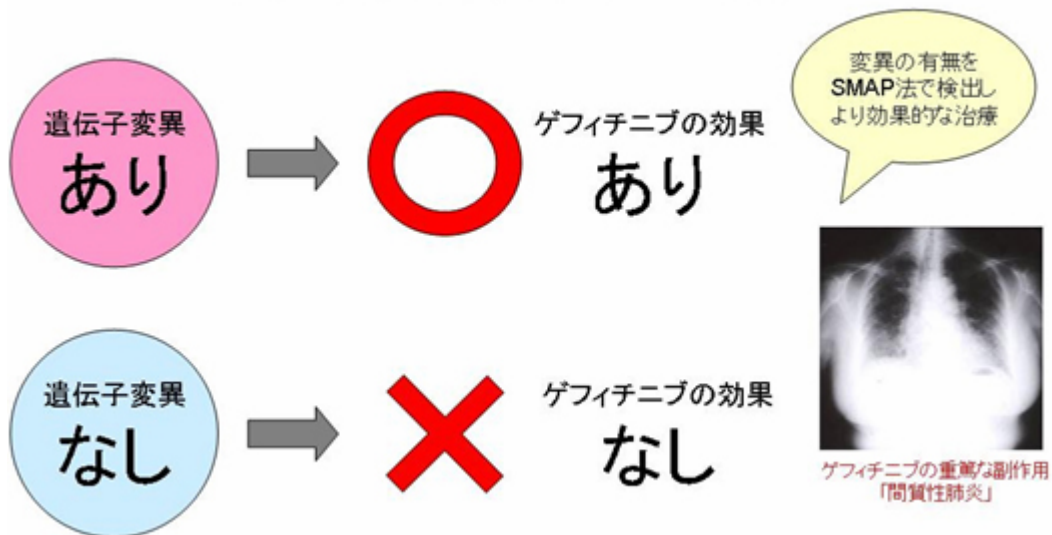 遺伝子変異
あり
ゲフィチニブの効果
あり
変異の有無を
SMAP法で検出し
より効果的な治療
遺伝子変異
なし
ゲフィチニブの効果
なし
ゲフィチニブの重篤な副作用
「間質性肺炎」